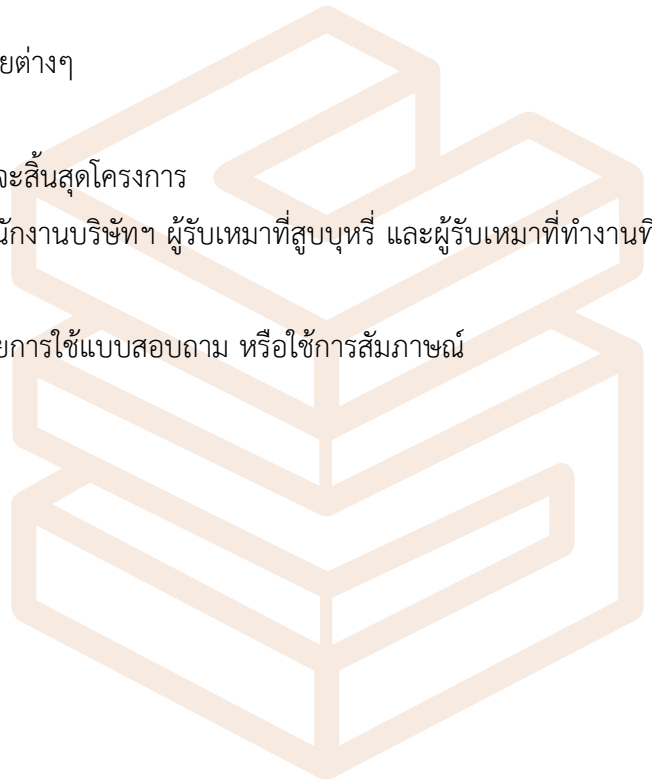 ยต่างๆ
จะสิ้นสุดโครงการ
นักงานบริษัทฯ ผู้รับเหมาที่สูบบุหรี่ และผู้รับเหมาที่ทำงานที
ยการใช้แบบสอบถาม หรือใช้การสัมภาษณ์